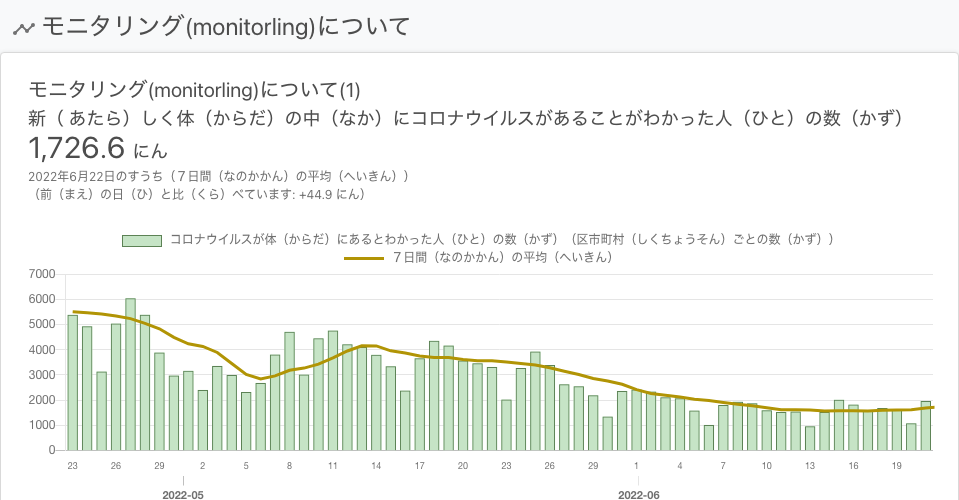 モニタリング(monitorling)について
モニタリング(monitorling)について(1)
新（ あたら）しく体（からだ）の中（なか）にコロナウイルスがあることがわかった人（ひと）の数（かず）
1,726.6 にん
2022年6月22日のすうち（７日間（なのかかん）の平均（へいきん））
（前（まえ）の日（ひ）と比（くら）べています: +44.9 にん）
コロナウイルスが体（からだ）にあるとわかった人（ひと）の数（かず）（区市町村（しくちょうそん）ごとの数（かず））
７日間（なのかかん）の平均（へいきん）
7000
6000
5000
4000
3000
2000
1000
0
23 26 29 2 5 8 11 14 17 20 23 26 29 1 4 7 10 13 16 19
2022-05 2022-06